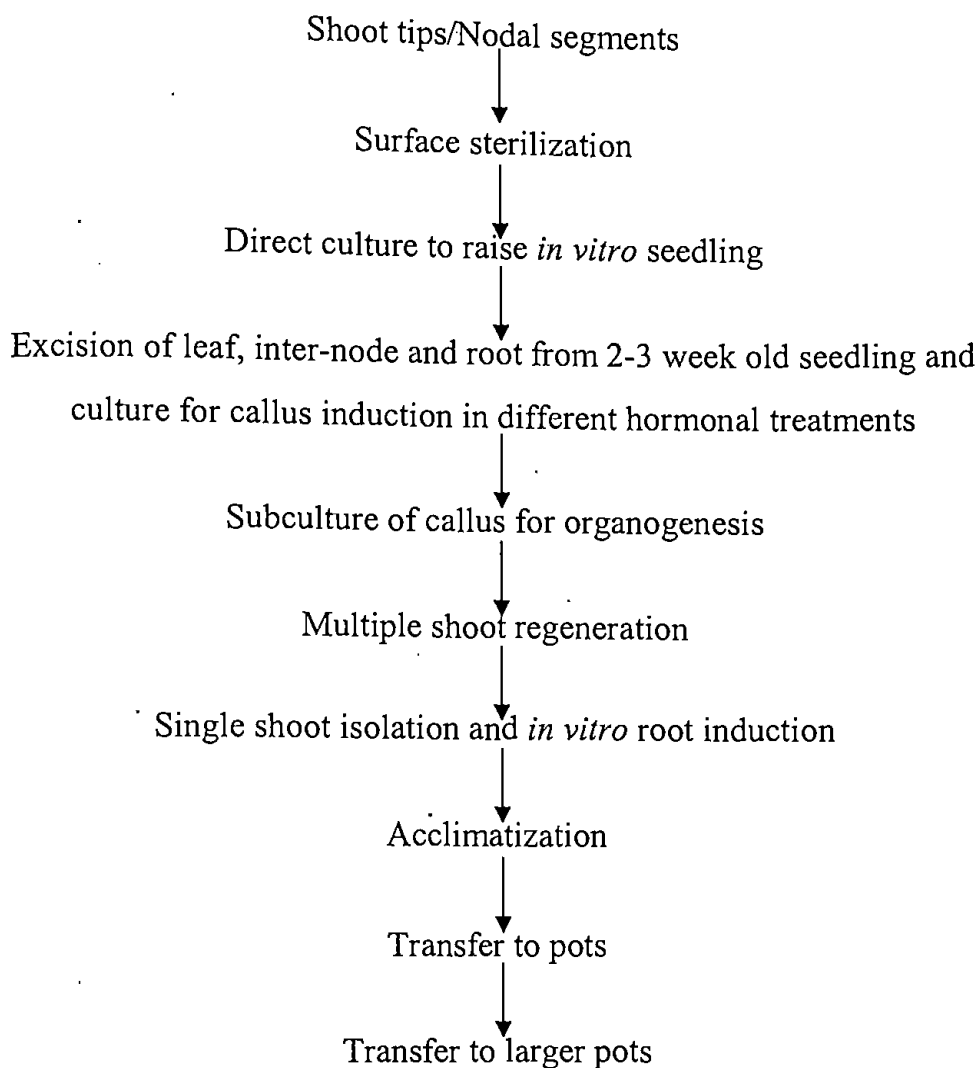 Shoot tips/Nodal segments
Surface sterilization
Direct culture to raise in vitro seedling
Excision of leaf, inter-node and root from 2-3 week old seedling and
culture for callus induction in different hormonal treatments
Subculture of callus for organogenesis
Multiple shoot regeneration
Single shoot isolation and in vitro root induction
Acclimatization
Transfer to pots
Transfer to larger pots